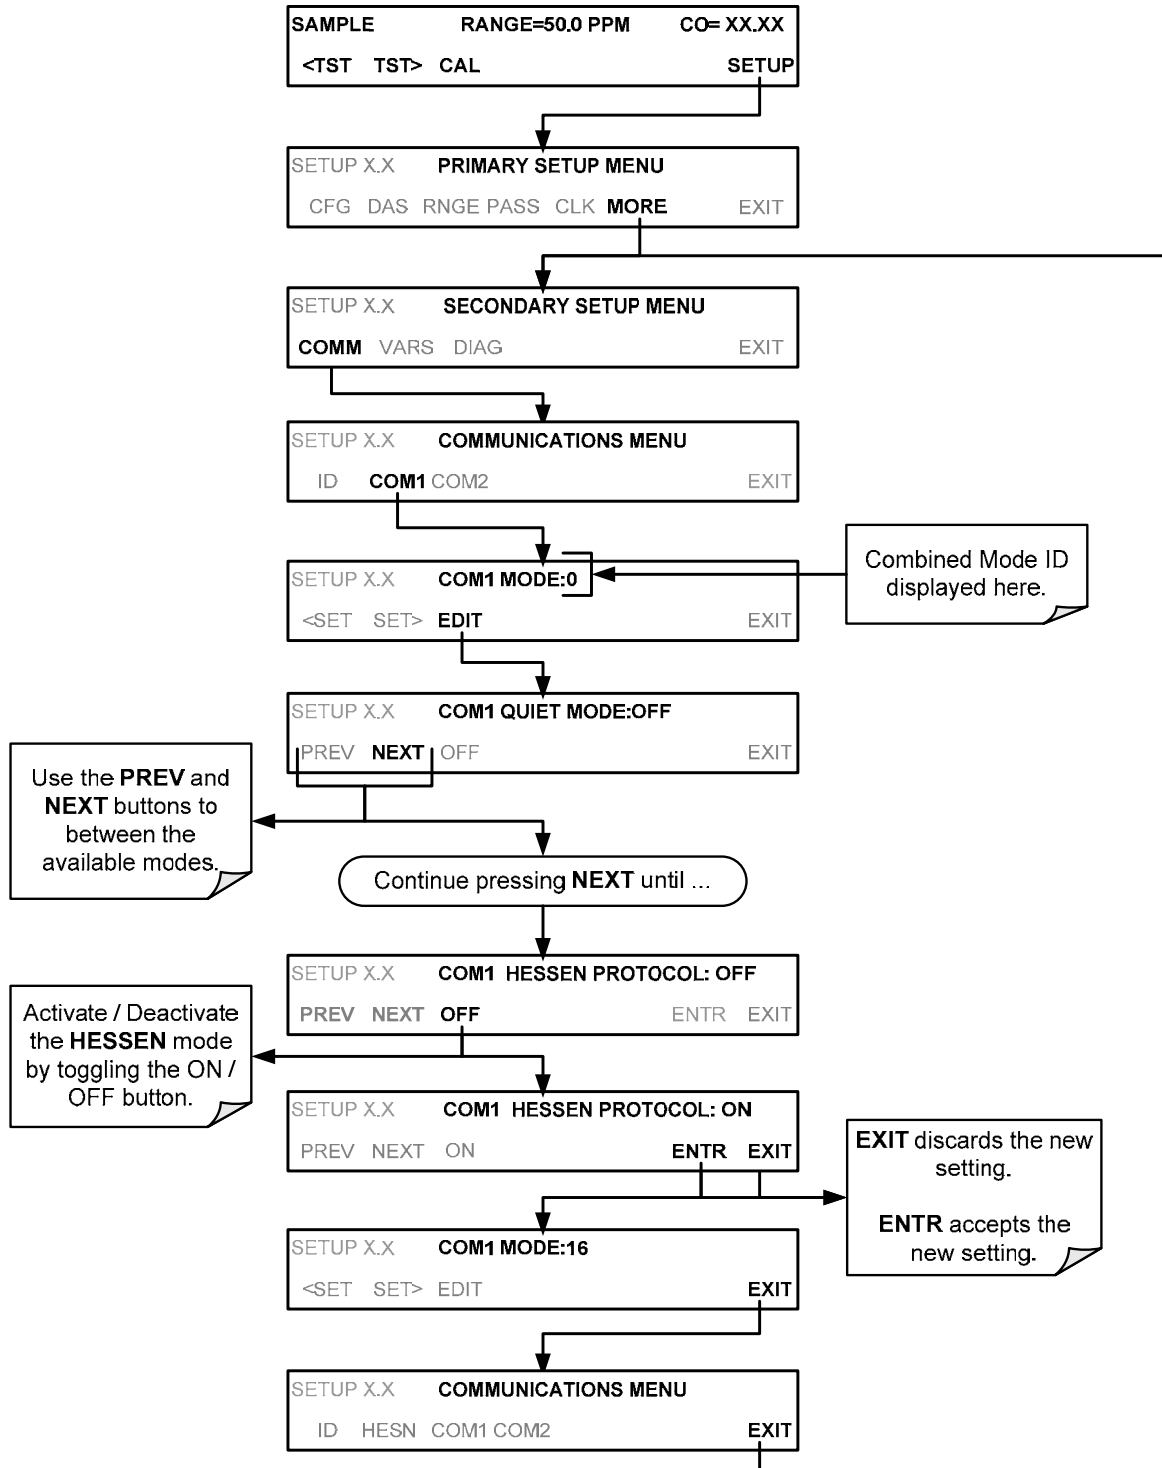 SAMPLE RANGE=50.0 PPM CO= XX.XX
<TST TST> CAL SETUP
SETUP X.X PRIMARY SETUP MENU
CFG DAS RNGE PASS CLK MORE EXIT
SETUP X.X SECONDARY SETUP MENU
COMM VARS DIAG EXIT
SETUP X.X COMMUNICATIONS MENU
ID COM1 COM2 EXIT
SETUP X.X COM1 MODE:0
<SET SET> EDIT EXIT
Combined Mode ID
displayed here.
SETUP X.X COM1 QUIET MODE:OFF
PREV NEXT OFF EXIT
Use the PREV and
NEXT buttons to
between the
available modes.
Continue pressing NEXT until ...
SETUP X.X COM1 HESSEN PROTOCOL: OFF
PREV NEXT OFF ENTR EXIT
Activate / Deactivate
the HESSEN mode
by toggling the ON /
OFF button.
SETUP X.X COM1 HESSEN PROTOCOL: ON
PREV NEXT ON ENTR EXIT
EXIT discards the new
setting.
ENTR accepts the
new setting.
SETUP X.X COM1 MODE:16
<SET SET> EDIT EXIT
SETUP X.X COMMUNICATIONS MENU
ID HESN COM1 COM2 EXIT